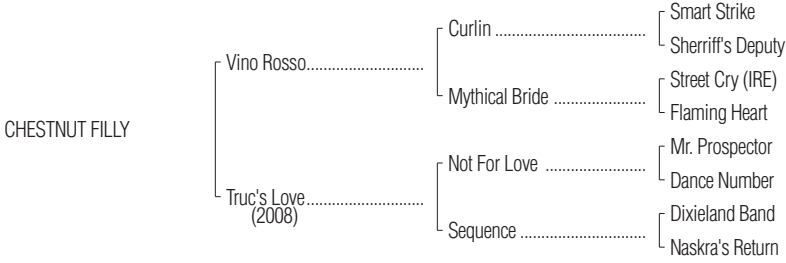 Smart Strike
Curlin ....................................
Sherriff's Deputy
Vino Rosso............................
Street Cry (IRE)
Mythical Bride ......................
Flaming Heart
CHESTNUT FILLY
Mr. Prospector
Not For Love ........................
Dance Number
Truc's Love............................
(2008)
Dixieland Band
Sequence ..............................
Naskra's Return